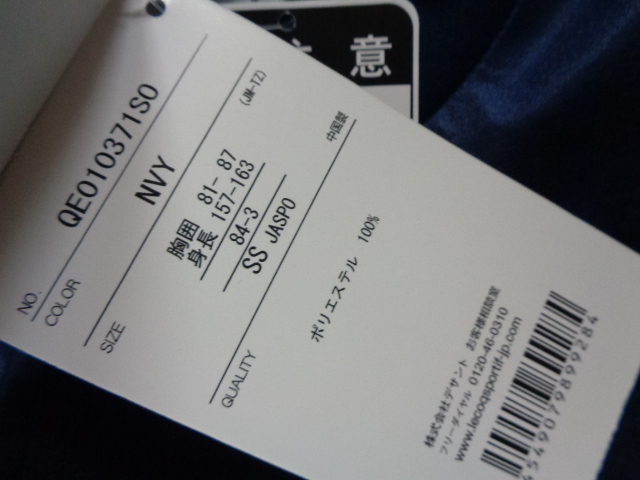 意
NO. QE010371S0
COLOR NVY
(JM-TZ)
SIZE 胸囲 81- 87
身長 157-163
84-3
SS JASPO
中国製
QUALITY
ポリエステル 100%
株式会社デサント お客様相談室
フリーダイヤル 0120-46-0310
www.lecoqsportif-jp.com
4549079899284